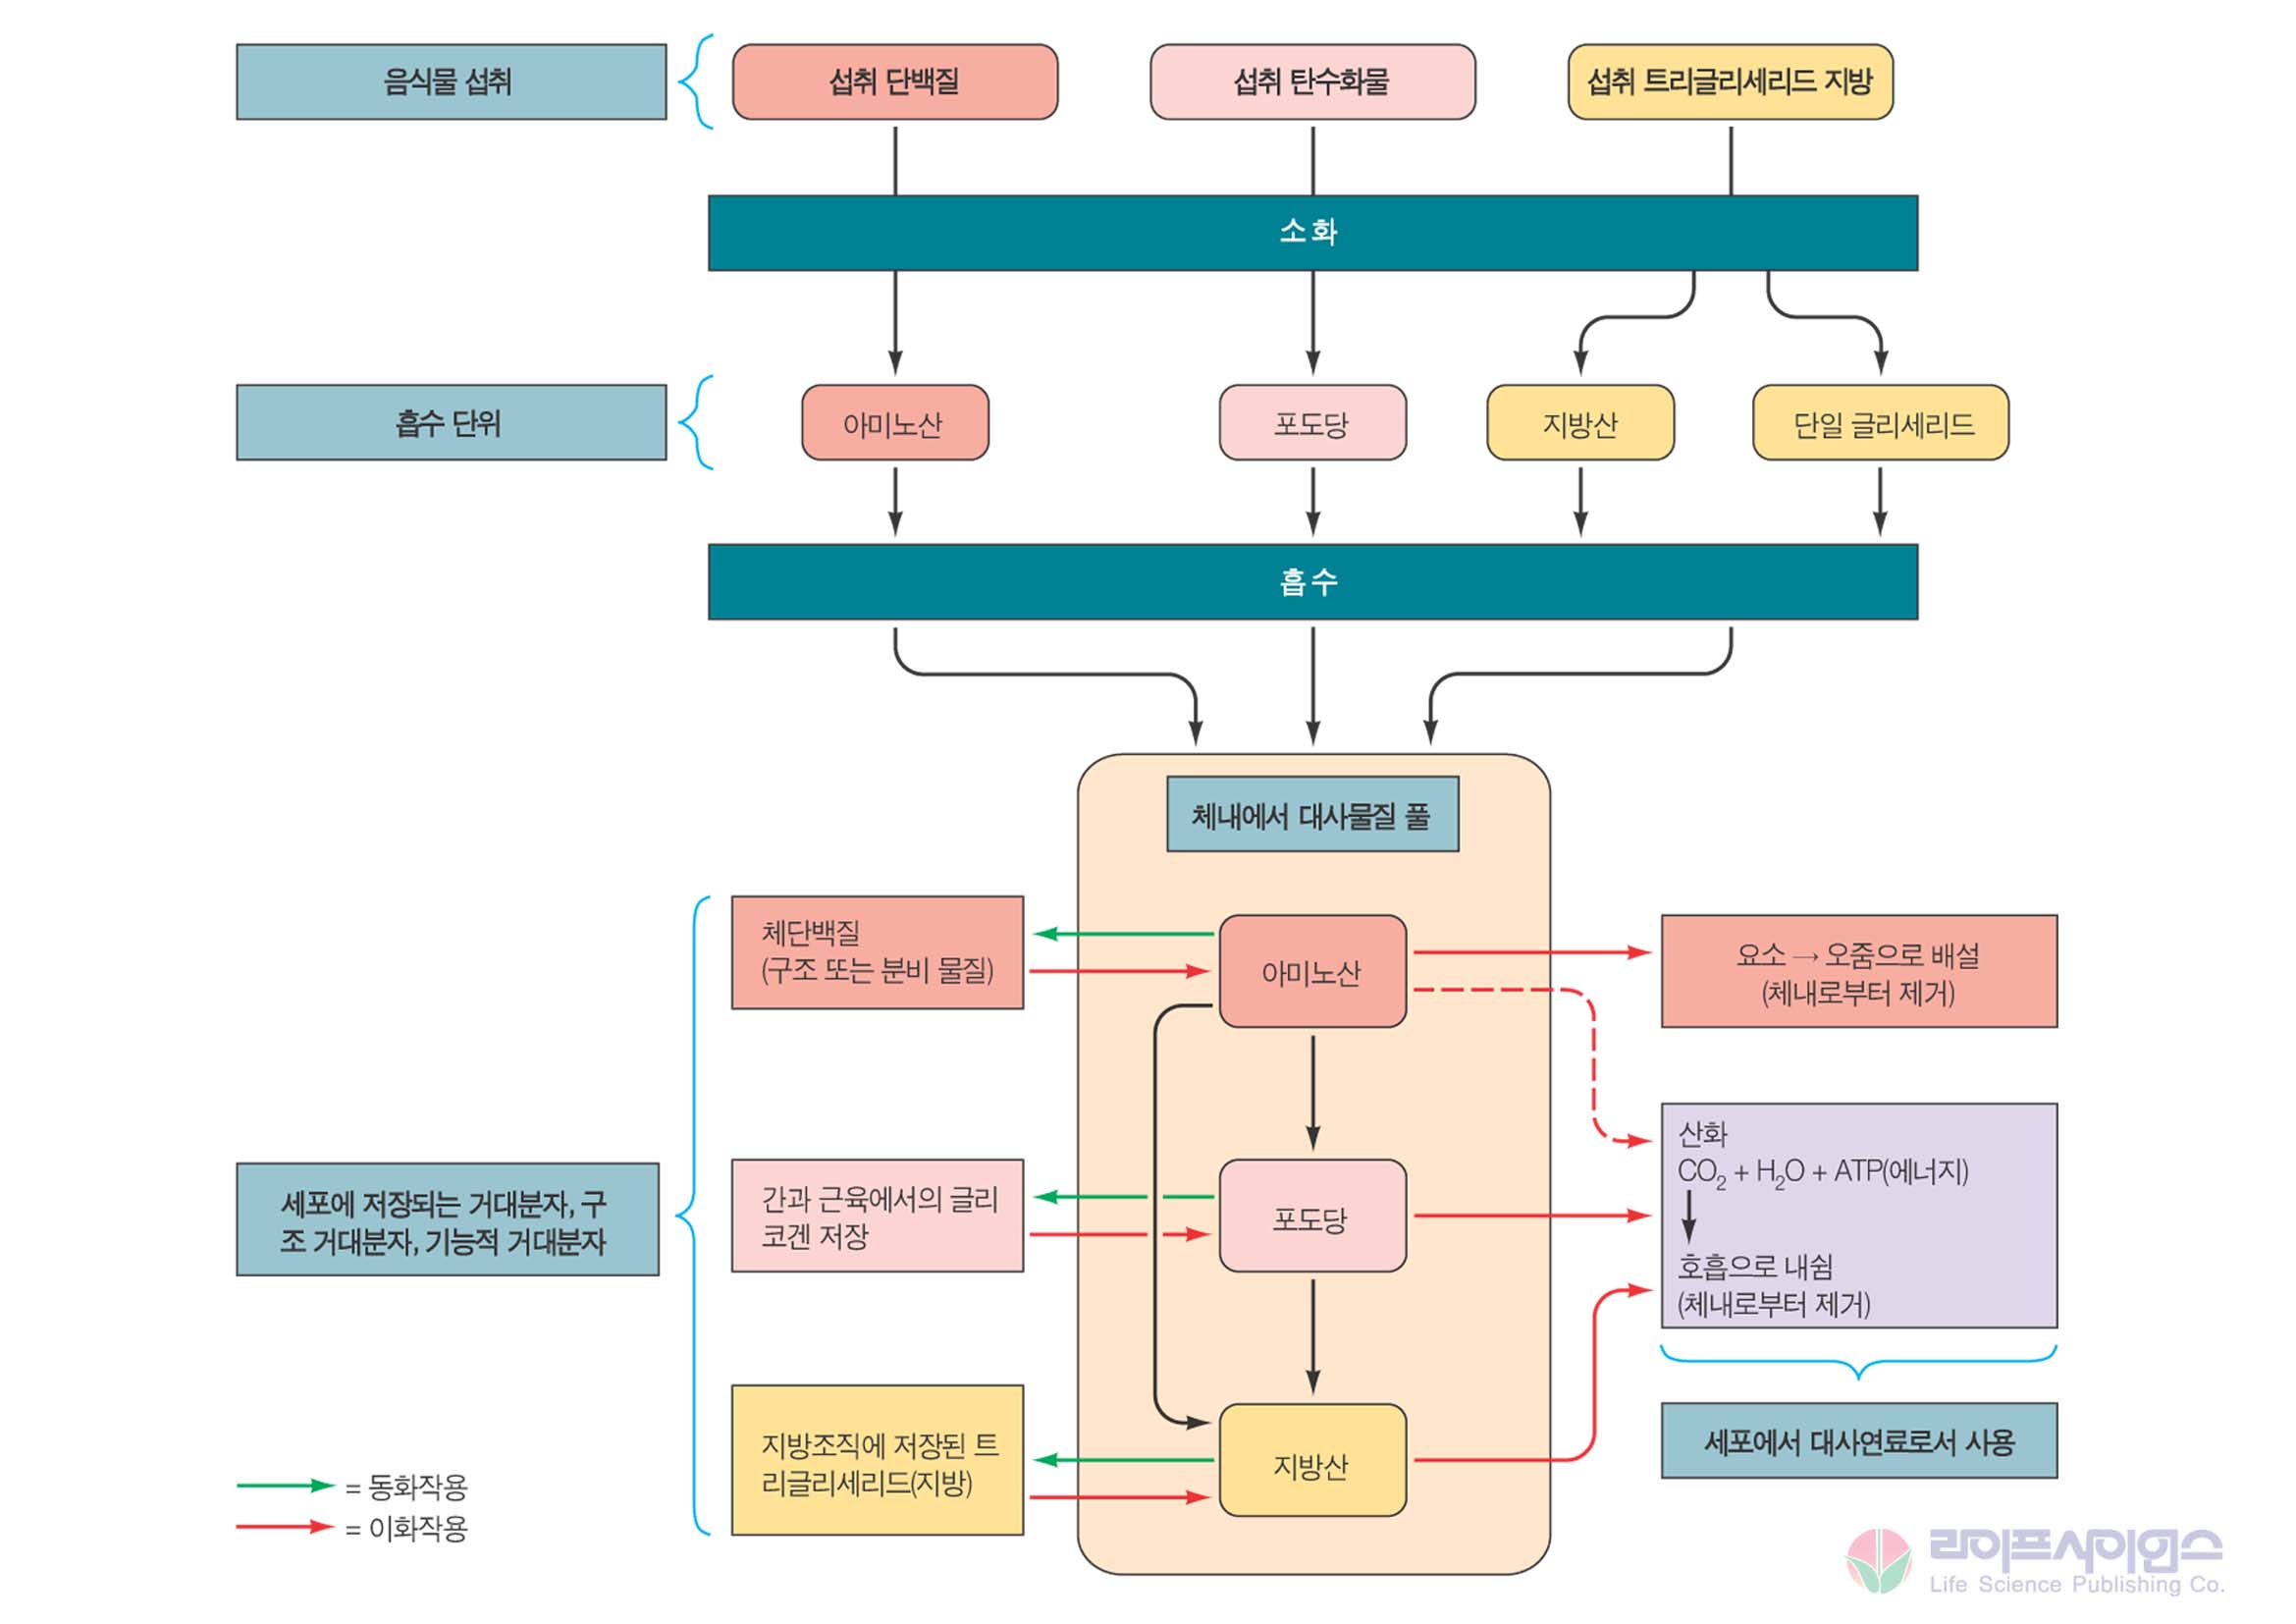 음식물 섭취
섭취 단백질
섭취 탄수화물
섭취 트리글리세리드 지방
소화
흡수 단위
아미노산
포도당
지방산
단일 글리세리드
흡수
체내에서 대사물질 풀
체단백질
(구조 또는 분비 물질)
아미노산
요소 → 오줌으로 배설
(체내로부터 제거)
세포에 저장되는 거대분자, 구
조 거대분자, 기능적 거대분자
간과 근육에서의 글리
코겐 저장
포도당
산화
CO₂ + H₂O + ATP(에너지)
호흡으로 내쉼
(체내로부터 제거)
지방조직에 저장된 트
리글리세리드(지방)
지방산
세포에서 대사연료로서 사용
= 동화작용
= 이화작용
라이프사이언스
Life Science Publishing Co.